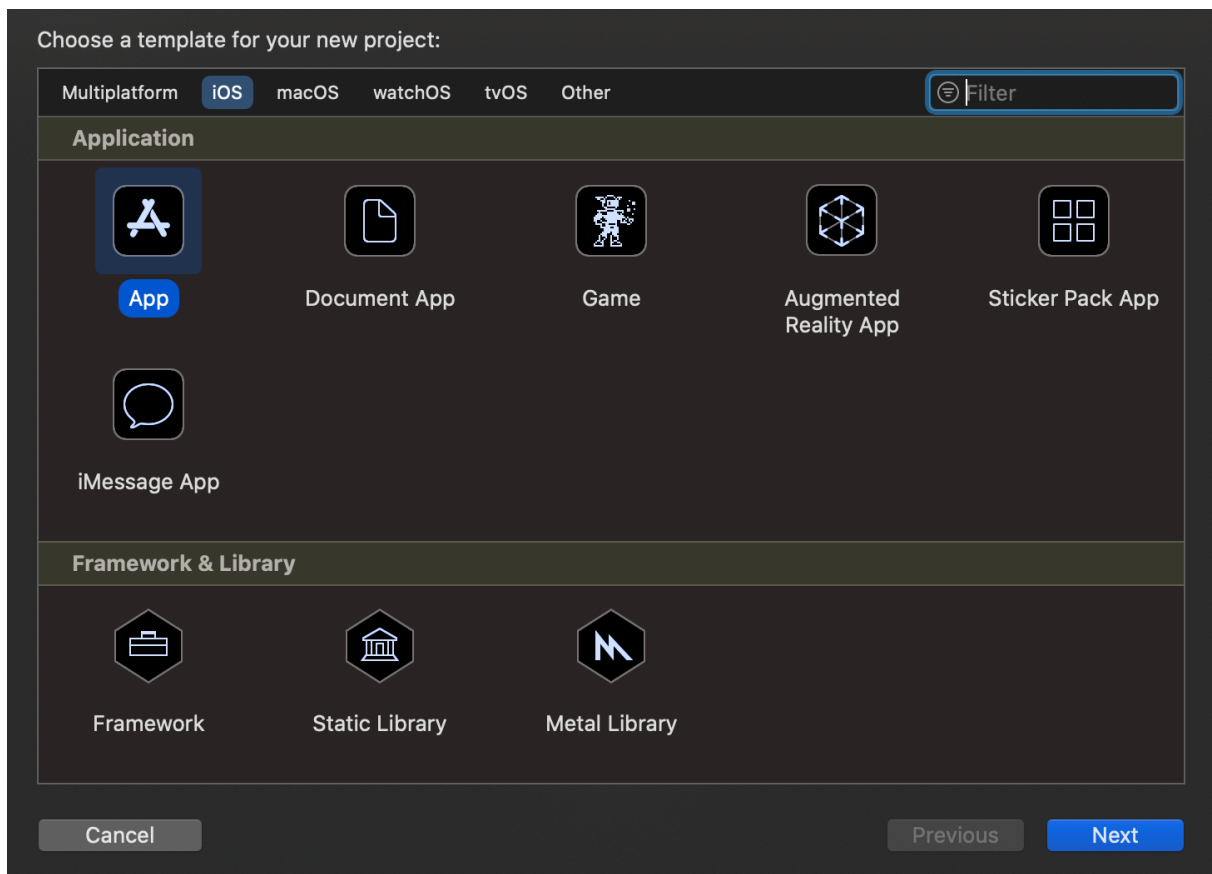 Choose a template for your new project:
Multiplatform iOS macOS watchOS tvOS Other Filter
Application
App Document App Game Augmented Reality App Sticker Pack App
iMessage App
Framework & Library
Framework Static Library Metal Library
Cancel Previous Next